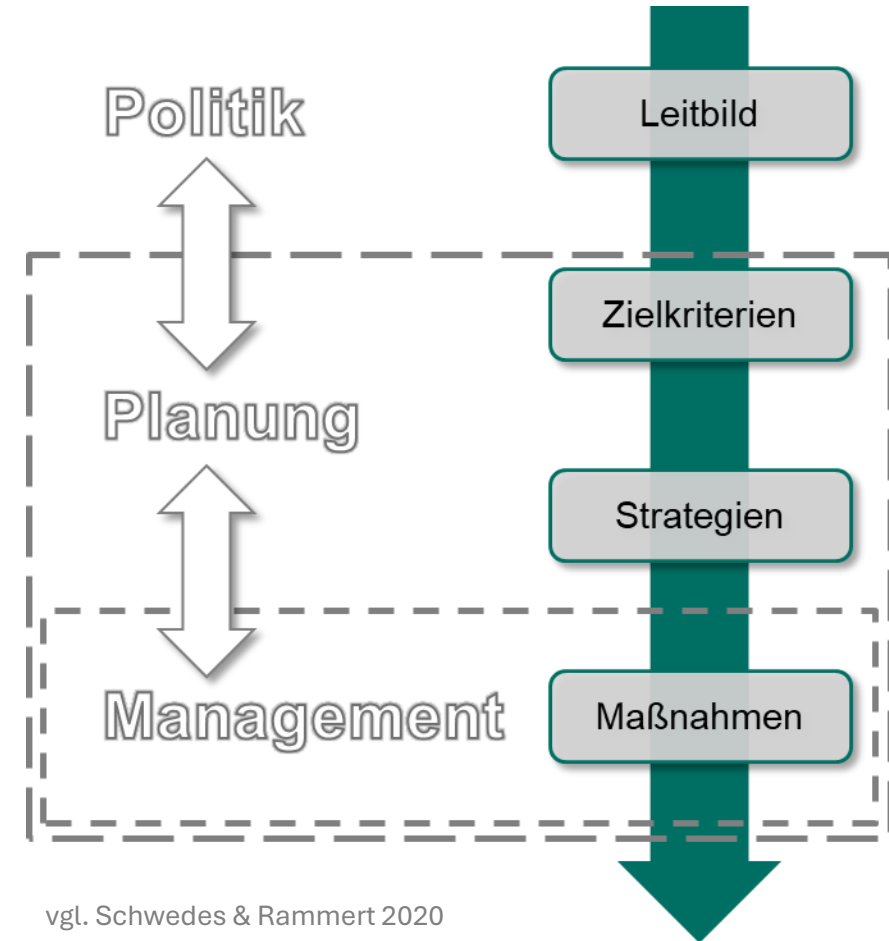 Politik
Leitbild
Zielkriterien
Planung
Strategien
Management
Maßnahmen
vgl. Schwedes & Rammert 2020